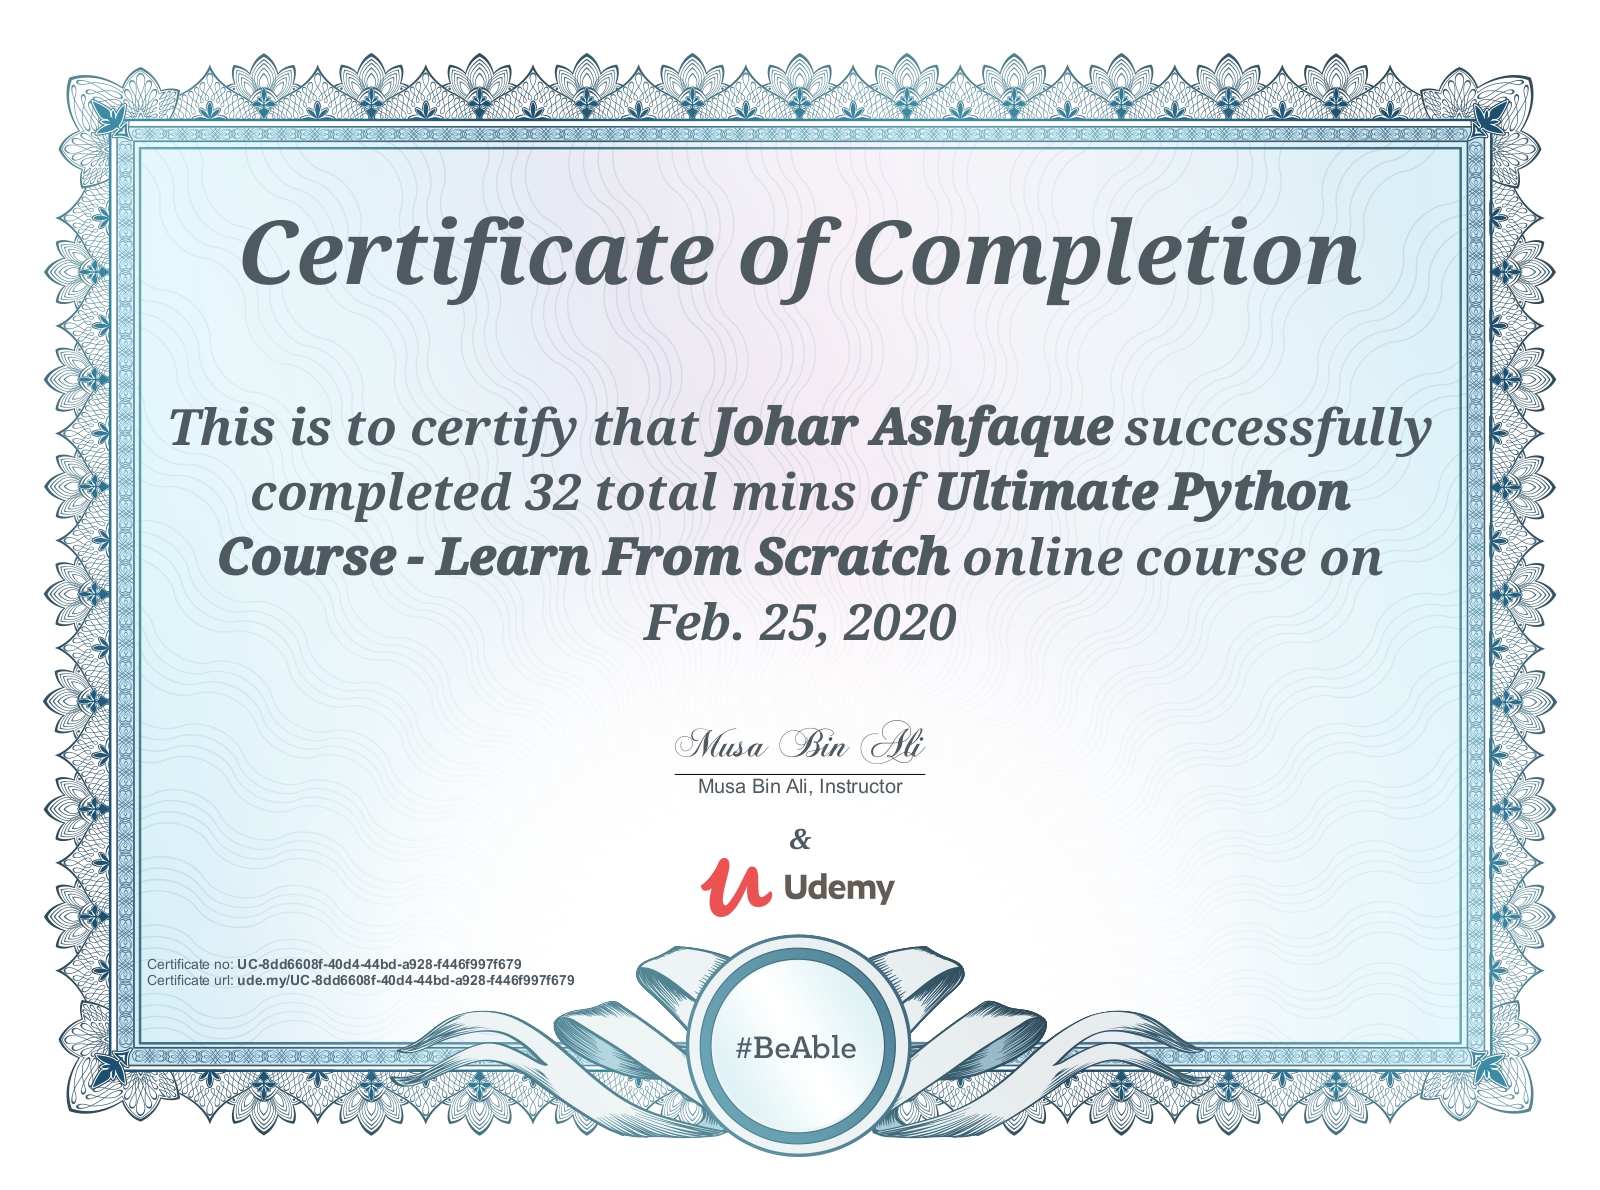 Certificate of Completion
This is to certify that Johar Ashfaque successfully
completed 32 total mins of Ultimate Python
Course - Learn From Scratch online course on
Feb. 25, 2020
Musa Bin Ali
Musa Bin Ali, Instructor
&
Udemy
Certificate no: UC-8dd6608f-40d4-44bd-a928-f446f997f679
Certificate url: ude.my/UC-8dd6608f-40d4-44bd-a928-f446f997f679
#BeAble